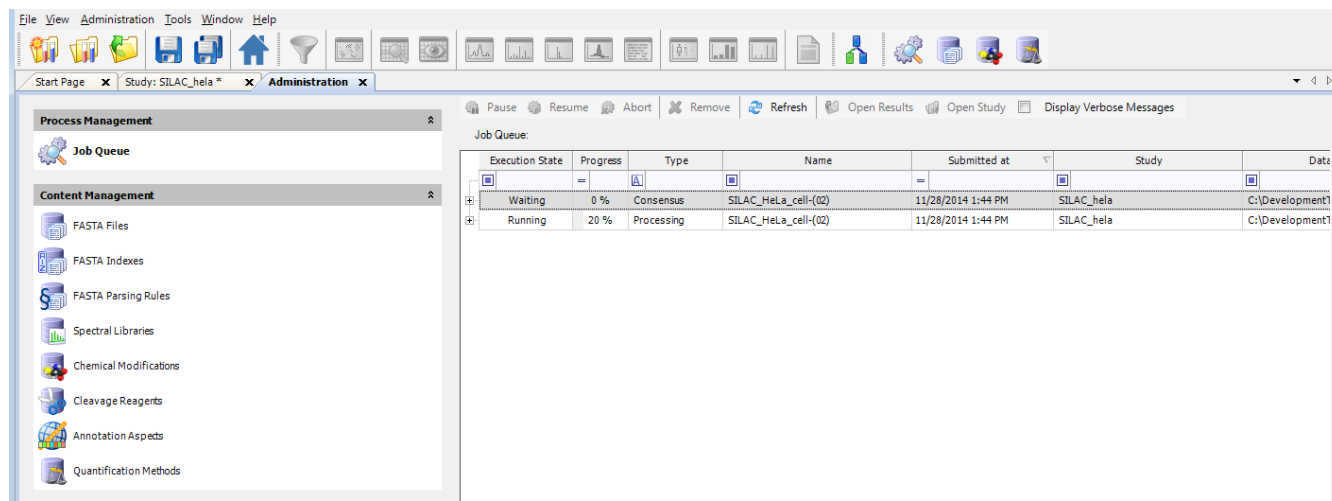 File View Administration Tools Window Help
Start Page x Study: SILAC_hela * x Administration x
Pause Resume Abort Remove Refresh Open Results Open Study Display Verbose Messages
Process Management
Job Queue
Content Management
FASTA Files
FASTA Indexes
FASTA Parsing Rules
Spectral Libraries
Chemical Modifications
Cleavage Reagents
Annotation Aspects
Quantification Methods
Job Queue:
Execution State Progress Type Name Submitted at Study Data
= A =
Waiting 0 % Consensus SILAC_HeLa_cell-(02) 11/28/2014 1:44 PM SILAC_hela C:\DevelopmentT
Running 20 % Processing SILAC_HeLa_cell-(02) 11/28/2014 1:44 PM SILAC_hela C:\DevelopmentT